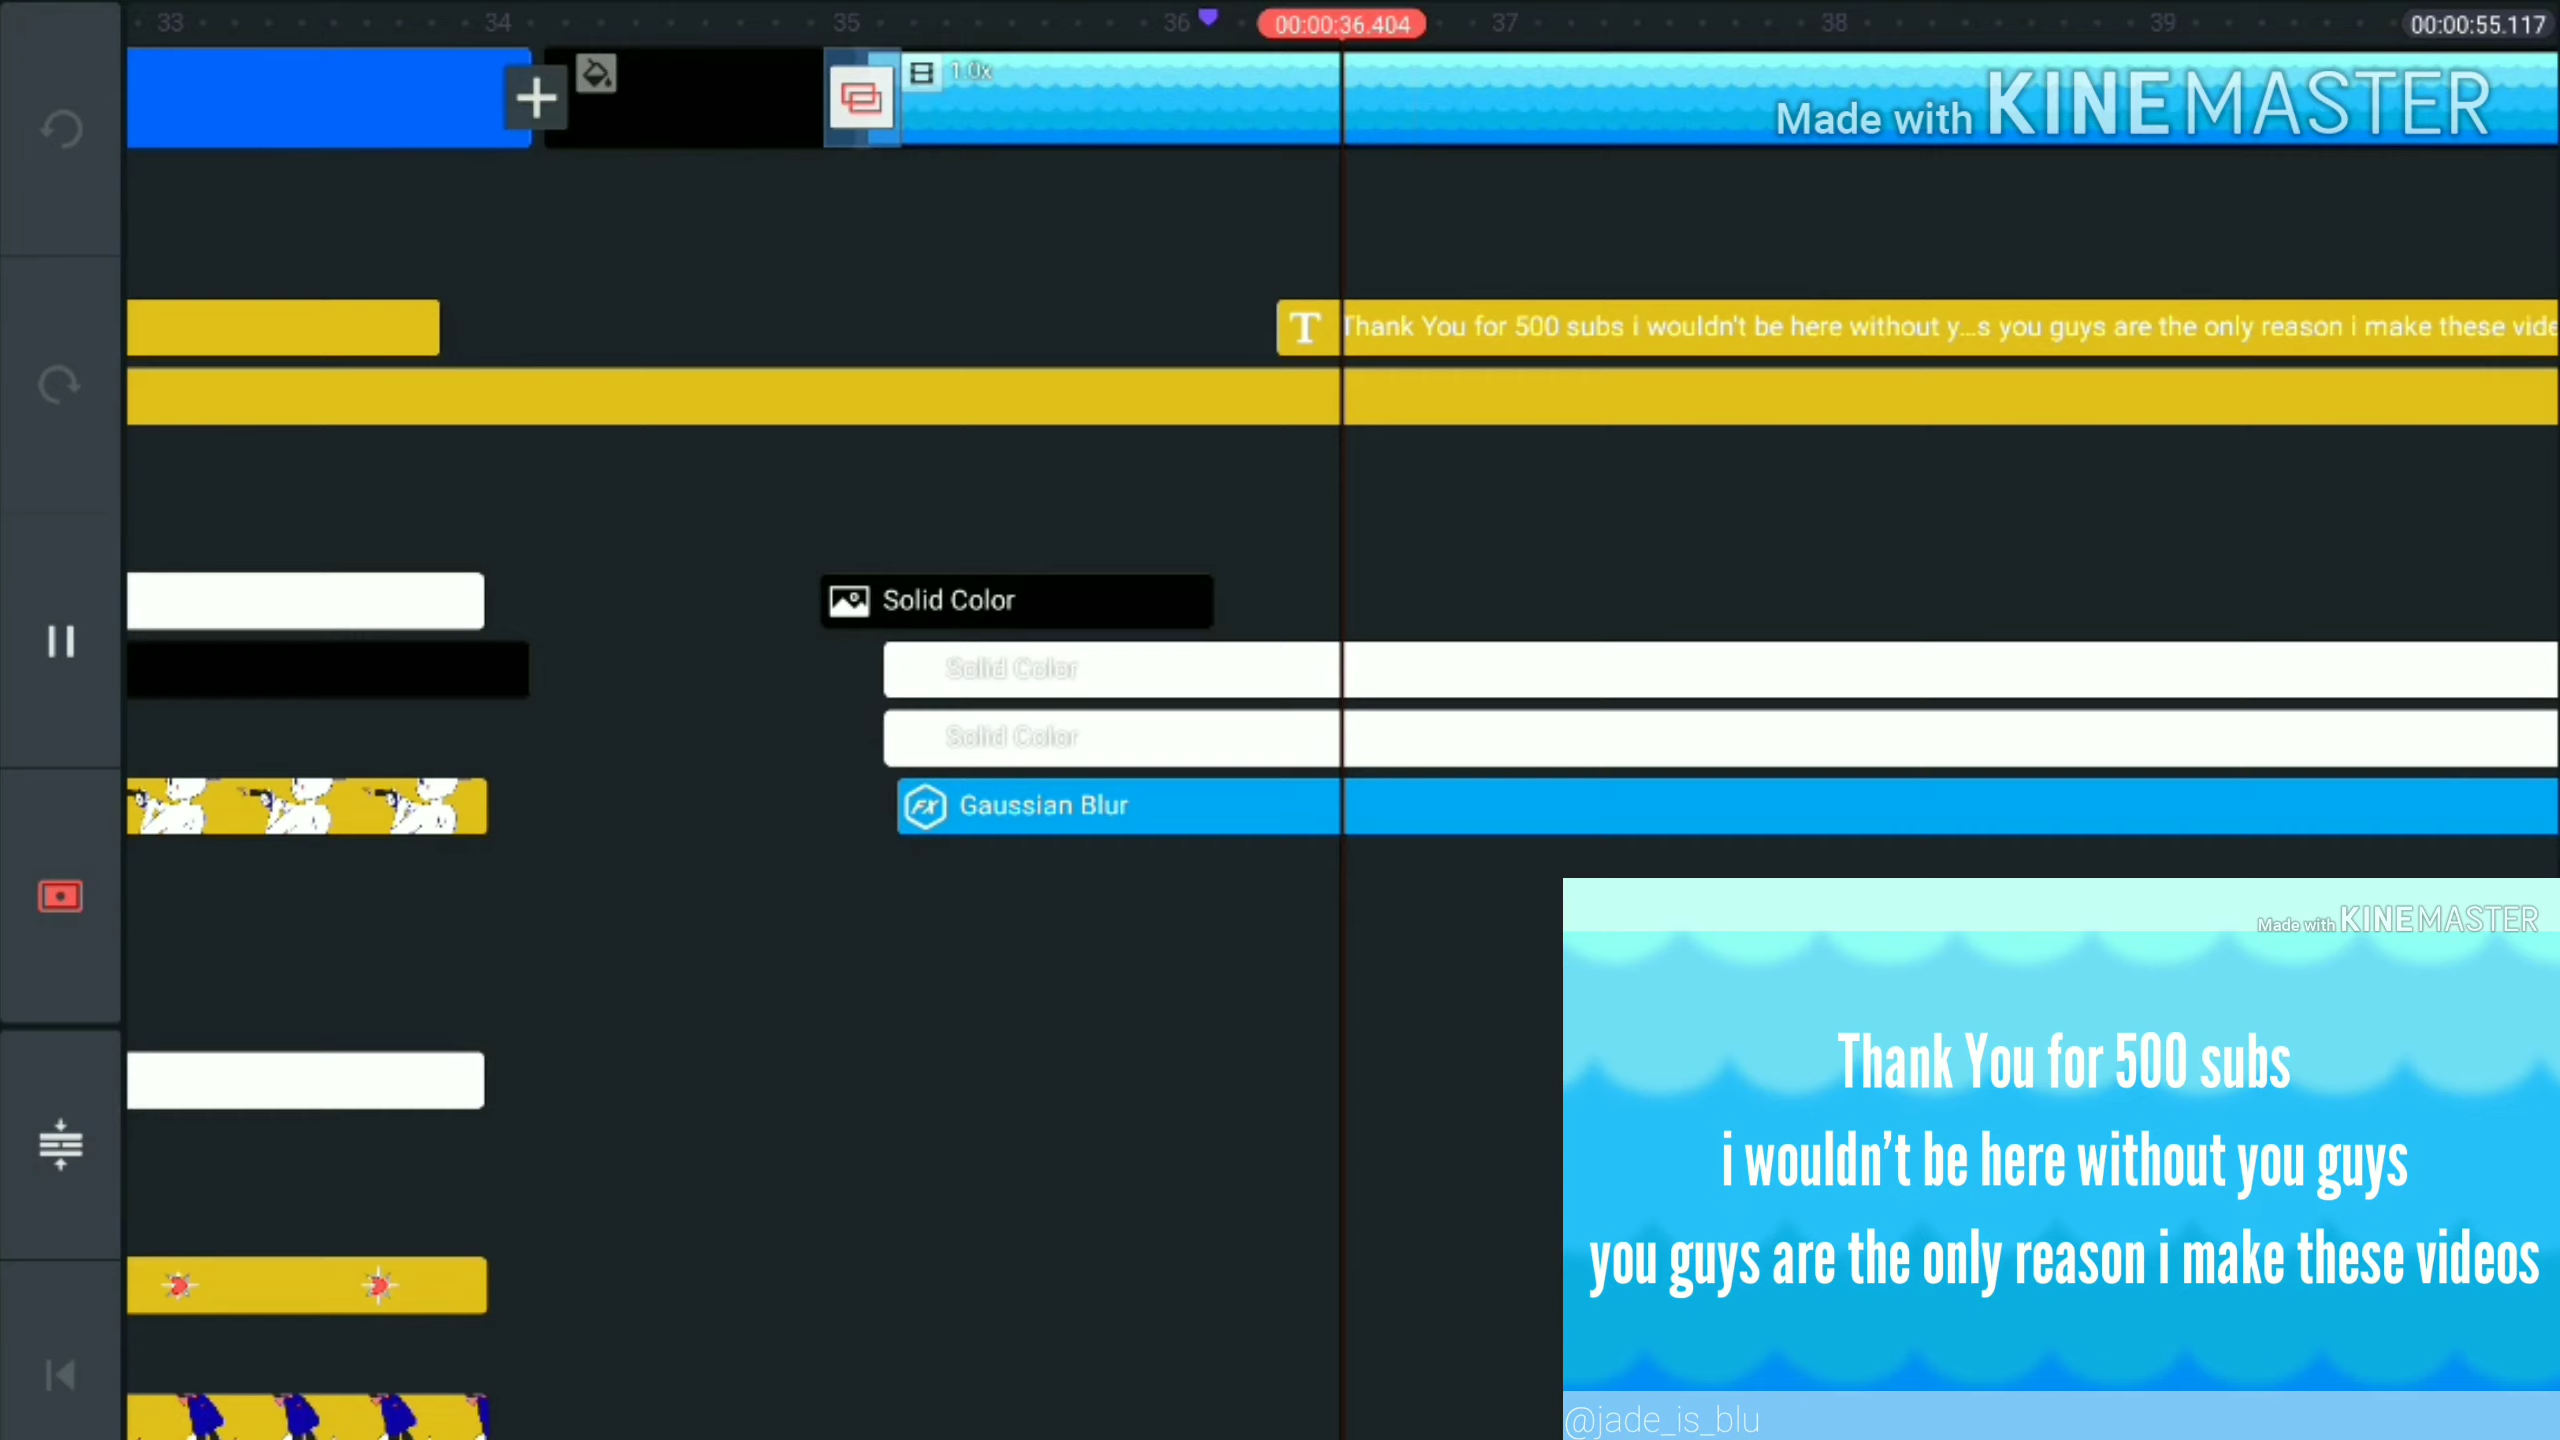 33 34 35 36 00:00:36.404 37 38 39 00:00:55.117
1.0x
Made with KINEMASTER
Thank You for 500 subs i wouldn't be here without y...s you guys are the only reason i make these vide
Solid Color
Solid Color
Solid Color
FX Gaussian Blur
Made with KINEMASTER
Thank You for 500 subs
i wouldn't be here without you guys
you guys are the only reason i make these videos
@jade_is_blu